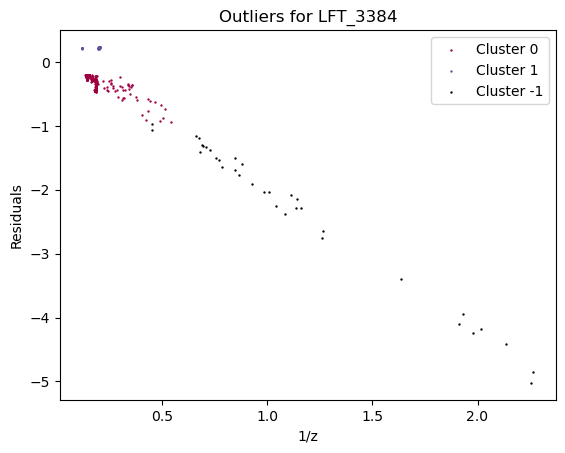 Outliers for LFT_3384
Cluster 0
Cluster 1
Cluster -1
Residuals
0
−1
−2
−3
−4
−5
0.5
1.0
1.5
2.0
1/z